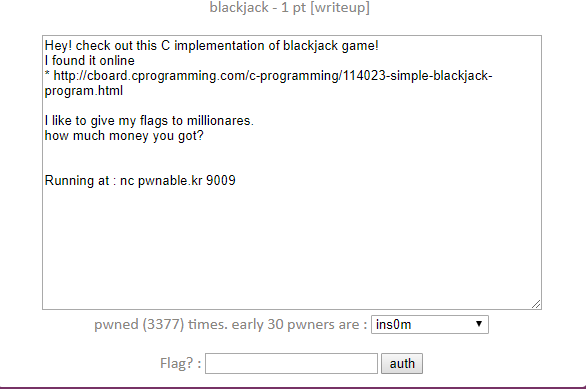 blackjack - 1 pt [writeup]
Hey! check out this C implementation of blackjack game!
I found it online
* http://cboard.cprogramming.com/c-programming/114023-simple-blackjack-
program.html
I like to give my flags to millionares.
how much money you got?
Running at : nc pwnable.kr 9009
pwned (3377) times. early 30 pwners are : ins0m
Flag? : auth